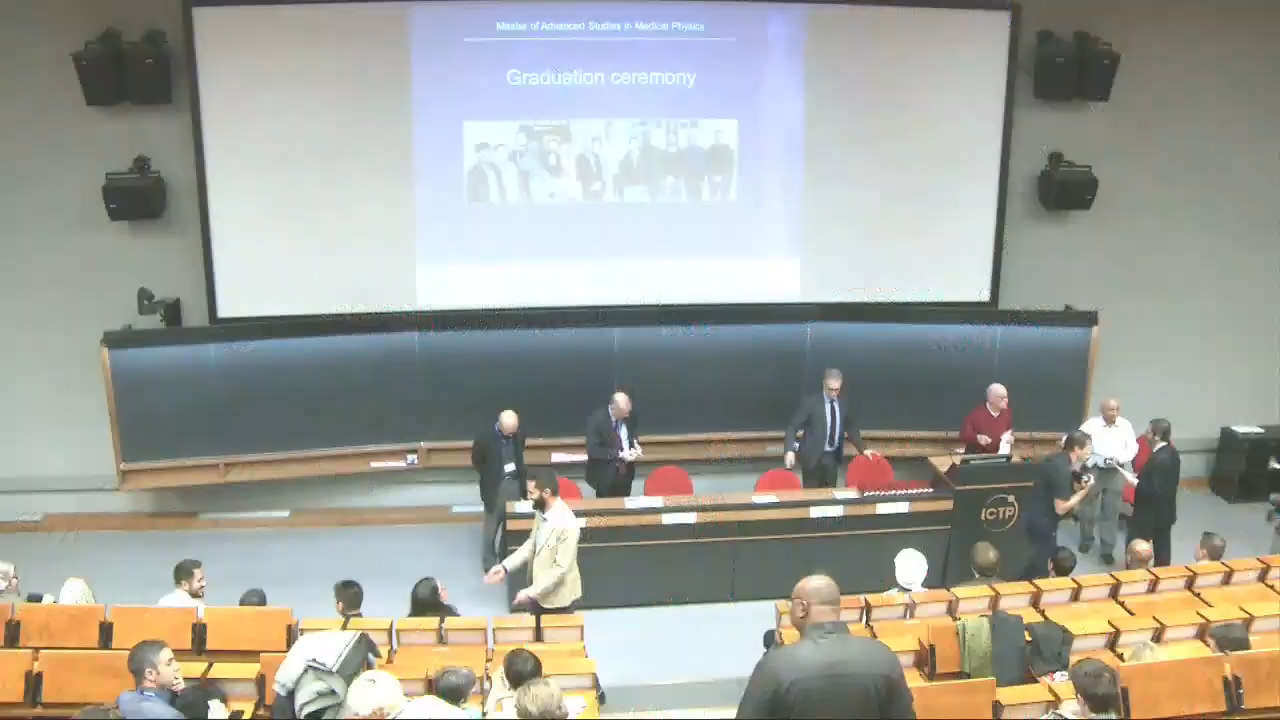 Master of Advanced Studies in Medical Physics
Graduation ceremony
ICTP